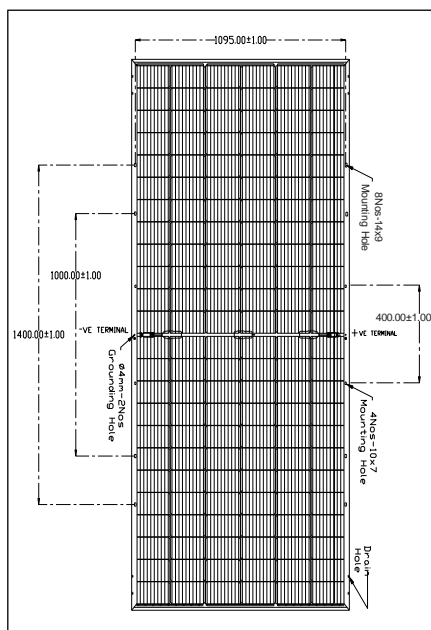 1095.00±1.00
8Nos-14x9
Mounting Hole
1000.00±1.00
400.00±1.00
1400.00±1.00
-VE TERMINAL
+VE TERMINAL
Ø4mm-2Nos
Grounding Hole
4Nos-10x7
Mounting Hole
Drain
Hole